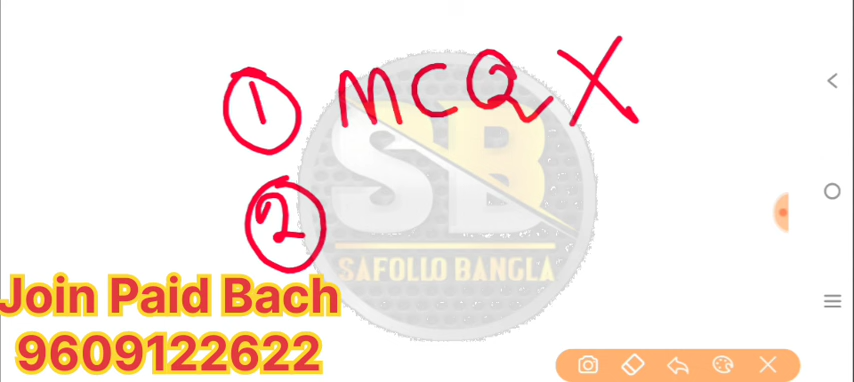 ① MCQ X
②
SB
SAFOLLO BANGLA
Join Paid Bach
9609122622